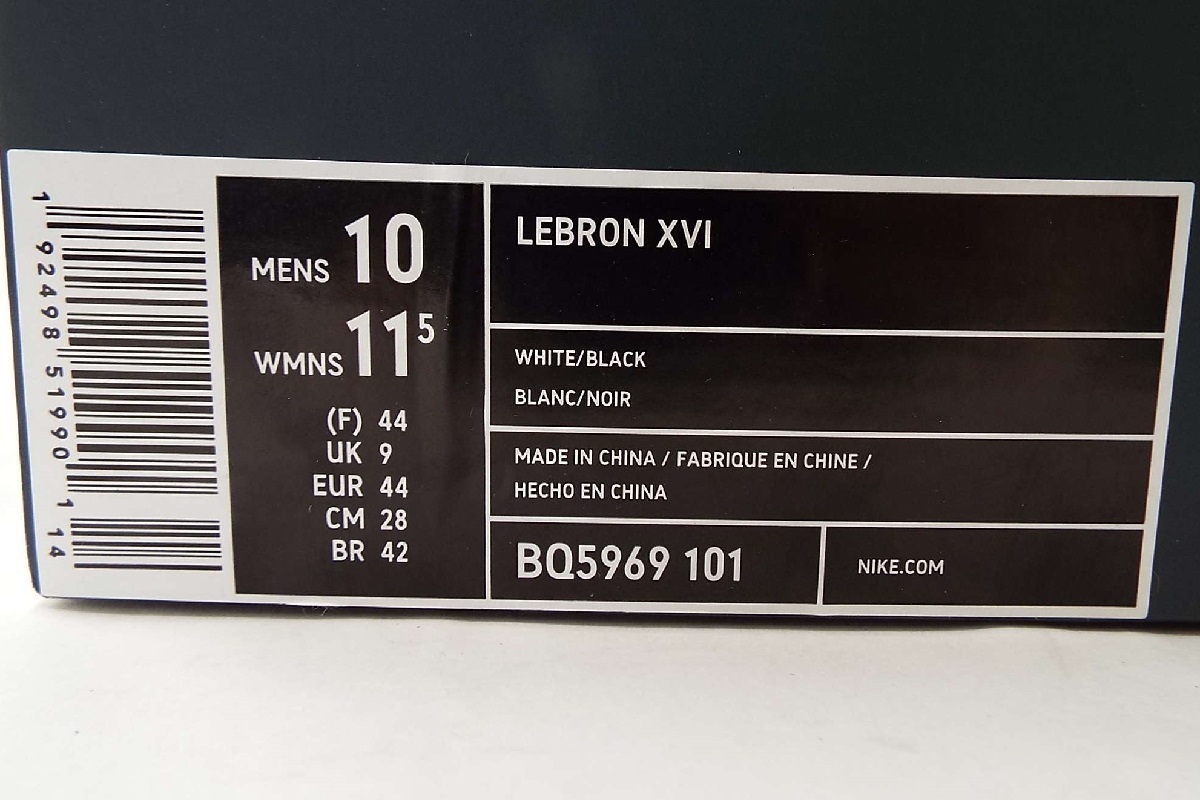 1 92498 51990 1 14
MENS 10
WMNS 11 5
(F) 44
UK 9
EUR 44
CM 28
BR 42
LEBRON XVI
WHITE/BLACK
BLANC/NOIR
MADE IN CHINA / FABRIQUE EN CHINE /
HECHO EN CHINA
BQ5969 101
NIKE.COM